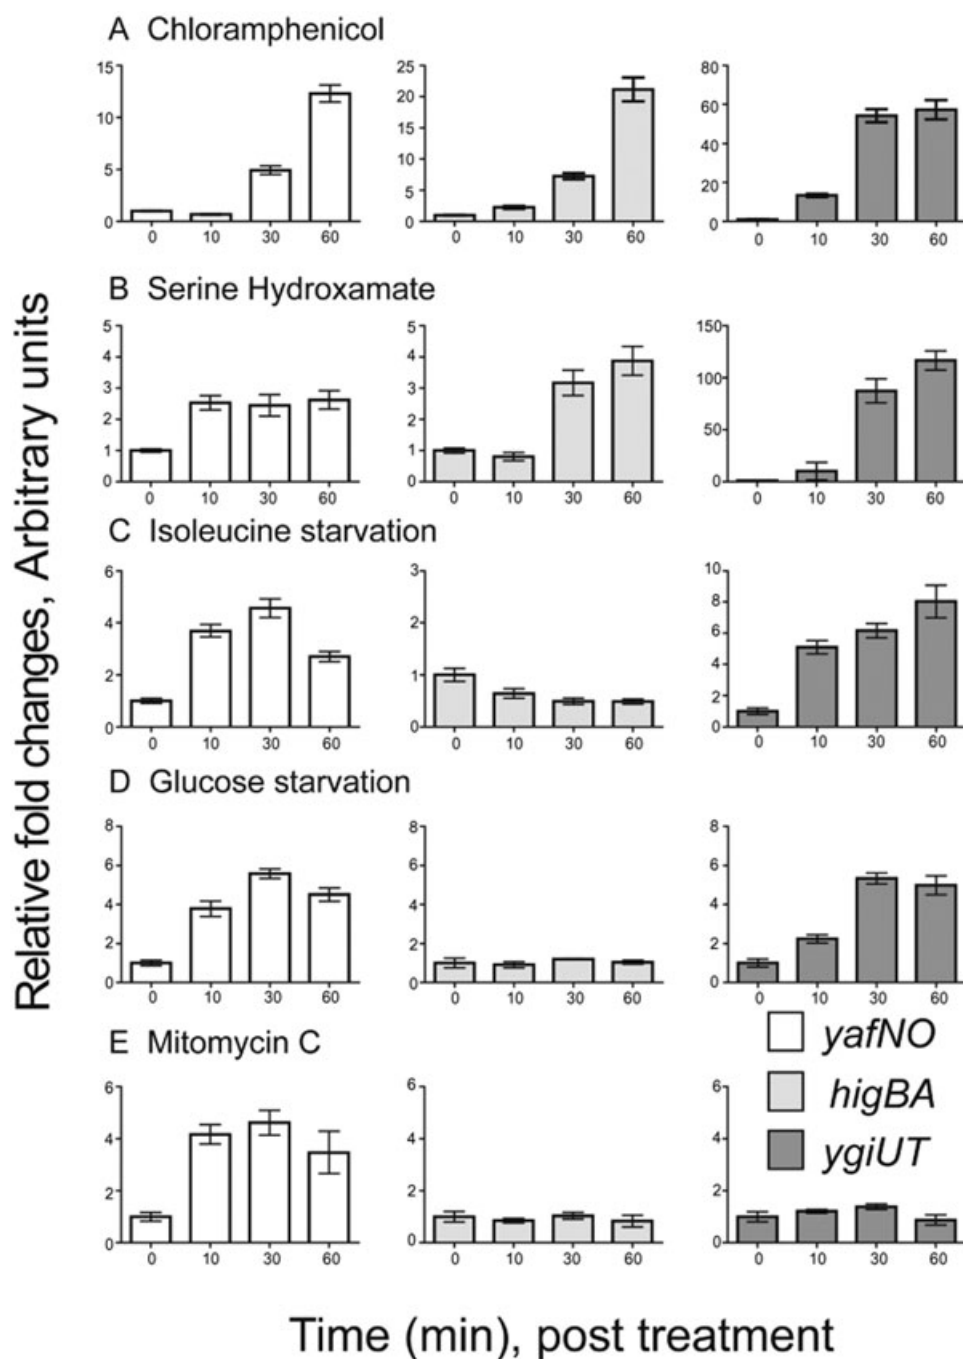 A Chloramphenicol
15
10
5
0
0 10 30 60
25
20
15
10
5
0
0 10 30 60
80
60
40
20
0
0 10 30 60
B Serine Hydroxamate
5
4
3
2
1
0
0 10 30 60
5
4
3
2
1
0
0 10 30 60
150
100
50
0
0 10 30 60
C Isoleucine starvation
6
4
2
0
0 10 30 60
3
2
1
0
0 10 30 60
10
8
6
4
2
0
0 10 30 60
D Glucose starvation
8
6
4
2
0
0 10 30 60
8
6
4
2
0
0 10 30 60
8
6
4
2
0
0 10 30 60
E Mitomycin C
6
4
2
0
0 10 30 60
6
4
2
0
0 10 30 60
6
4
2
0
0 10 30 60
yafNO
higBA
ygiUT
Relative fold changes, Arbitrary units
Time (min), post treatment